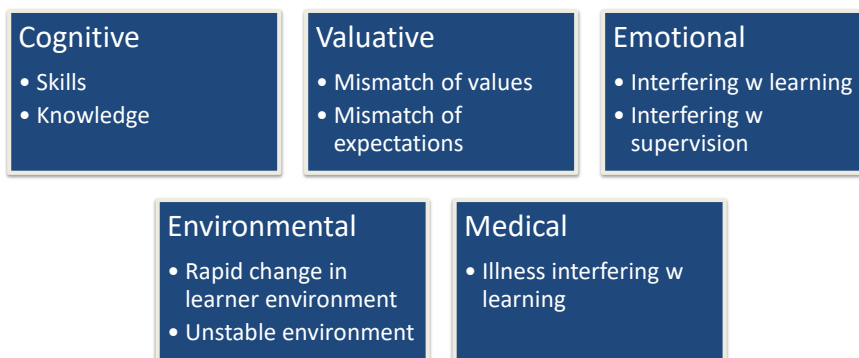 Cognitive
• Skills
• Knowledge
Valuative
• Mismatch of values
• Mismatch of
expectations
Emotional
• Interfering w learning
• Interfering w
supervision
Environmental
• Rapid change in
learner environment
• Unstable environment
Medical
• Illness interfering w
learning